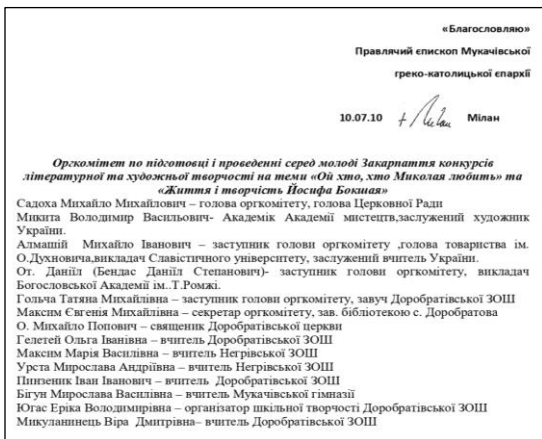 «Благословляю»
Правлячий єпископ Мукачівської
греко-католицької єпархії
10.07.10 + Мілан Мілан
Оргкомітет по підготовці і проведенні серед молоді Закарпаття конкурсів
літературної та художньої творчості на теми «Ой хто, хто Миколая любить» та
«Життя і творчість Йосифа Бокшая»
Садоха Михайло Михайлович – голова оргкомітету, голова Церковної Ради
Микита Володимир Васильович- Академік Академії мистецтв,заслужений художник
України.
Алмашій Михайло Іванович – заступник голови оргкомітету ,голова товариства ім.
О.Духновича,викладач Славістичного університету, заслужений вчитель України.
От. Даніїл (Бендас Даніїл Степанович)- заступник голови оргкомітету, викладач
Богословської Академії ім..Т.Ромжі.
Гольча Татяна Михайлівна – заступник голови оргкомітету, завуч Доробратівської ЗОШ
Максим Євгенія Михайлівна – секретар оргкомітету, зав. бібліотекою с. Доробратова
О. Михайло Попович – священик Доробратівської церкви
Гелетей Ольга Іванівна – вчитель Доробратівської ЗОШ
Максим Марія Василівна – вчитель Негрівської ЗОШ
Урста Мирослава Андріївна – вчитель Негрівської ЗОШ
Пинзеник Іван Іванович – вчитель Доробратівської ЗОШ
Бігун Мирослава Василівна – вчитель Мукачівської гімназії
Югас Еріка Володимирівна – організатор шкільної творчості Доробратівської ЗОШ
Микуланинець Віра Дмитрівна– вчитель Доробратівської ЗОШ